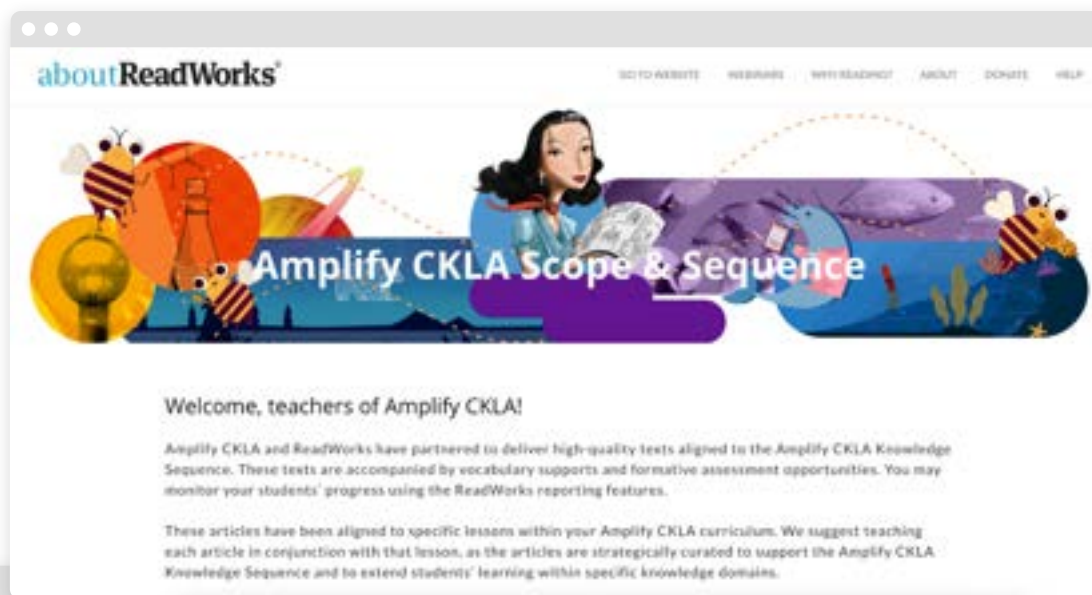 aboutReadWorks®
GO TO WEBSITE WEBINARS WHY READING? ABOUT DONATE HELP
Amplify CKLA Scope & Sequence
Welcome, teachers of Amplify CKLA!
Amplify CKLA and ReadWorks have partnered to deliver high-quality texts aligned to the Amplify CKLA Knowledge
Sequence. These texts are accompanied by vocabulary supports and formative assessment opportunities. You may
monitor your students' progress using the ReadWorks reporting features.
These articles have been aligned to specific lessons within your Amplify CKLA curriculum. We suggest teaching
each article in conjunction with that lesson, as the articles are strategically curated to support the Amplify CKLA
Knowledge Sequence and to extend students' learning within specific knowledge domains.